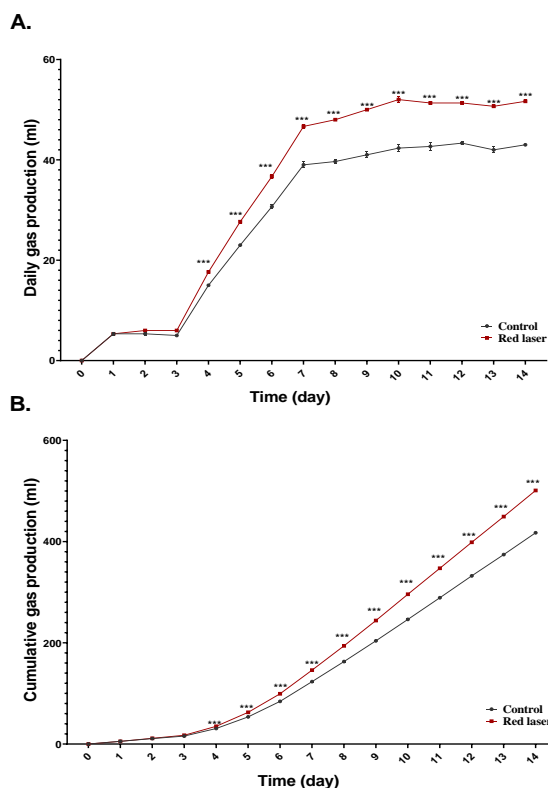 A.
60
40
20
0
Daily gas production (ml)
*** *** *** *** *** *** *** *** *** *** ***
Control
Red laser
0 1 2 3 4 5 6 7 8 9 10 11 12 13 14
Time (day)
B.
600
400
200
0
Cumulative gas production (ml)
*** *** *** *** *** *** *** *** *** *** ***
Control
Red laser
0 1 2 3 4 5 6 7 8 9 10 11 12 13 14
Time (day)